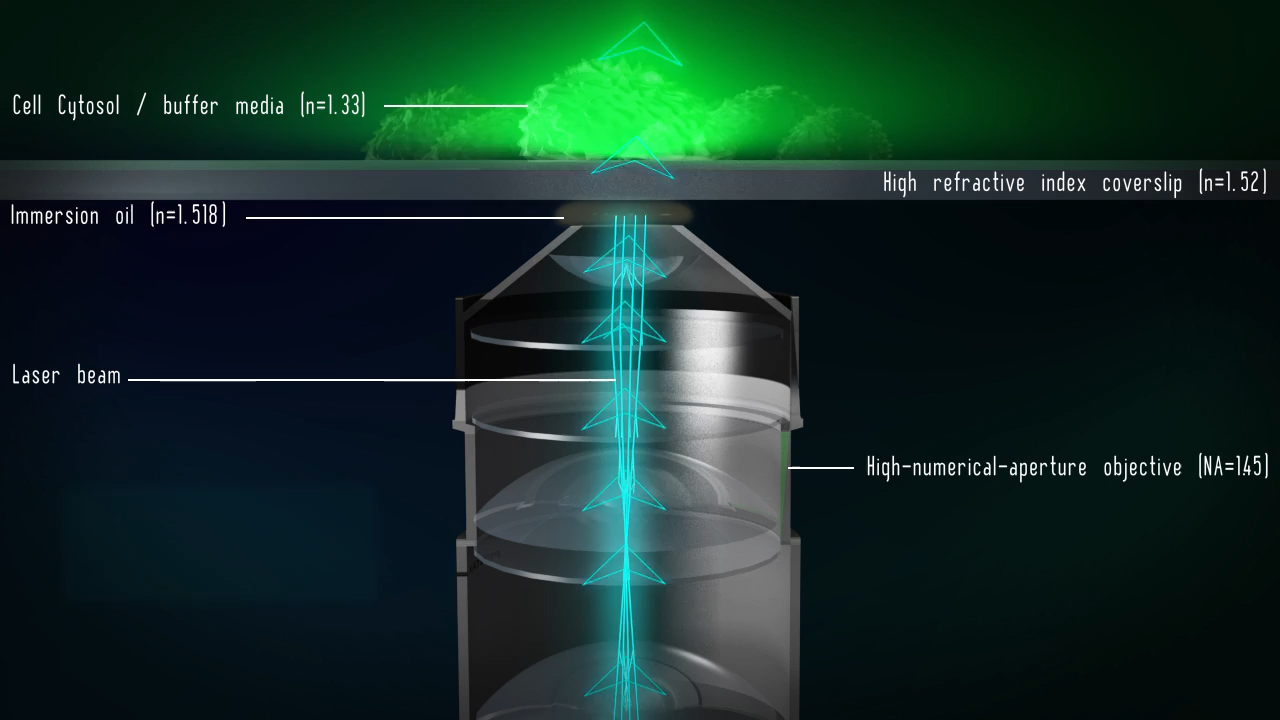 Cell Cytosol / buffer media (n=1.33)
High refractive index coverslip (n=1.52)
Immersion oil (n=1.518)
Laser beam
High-numerical-aperture objective (NA=145)